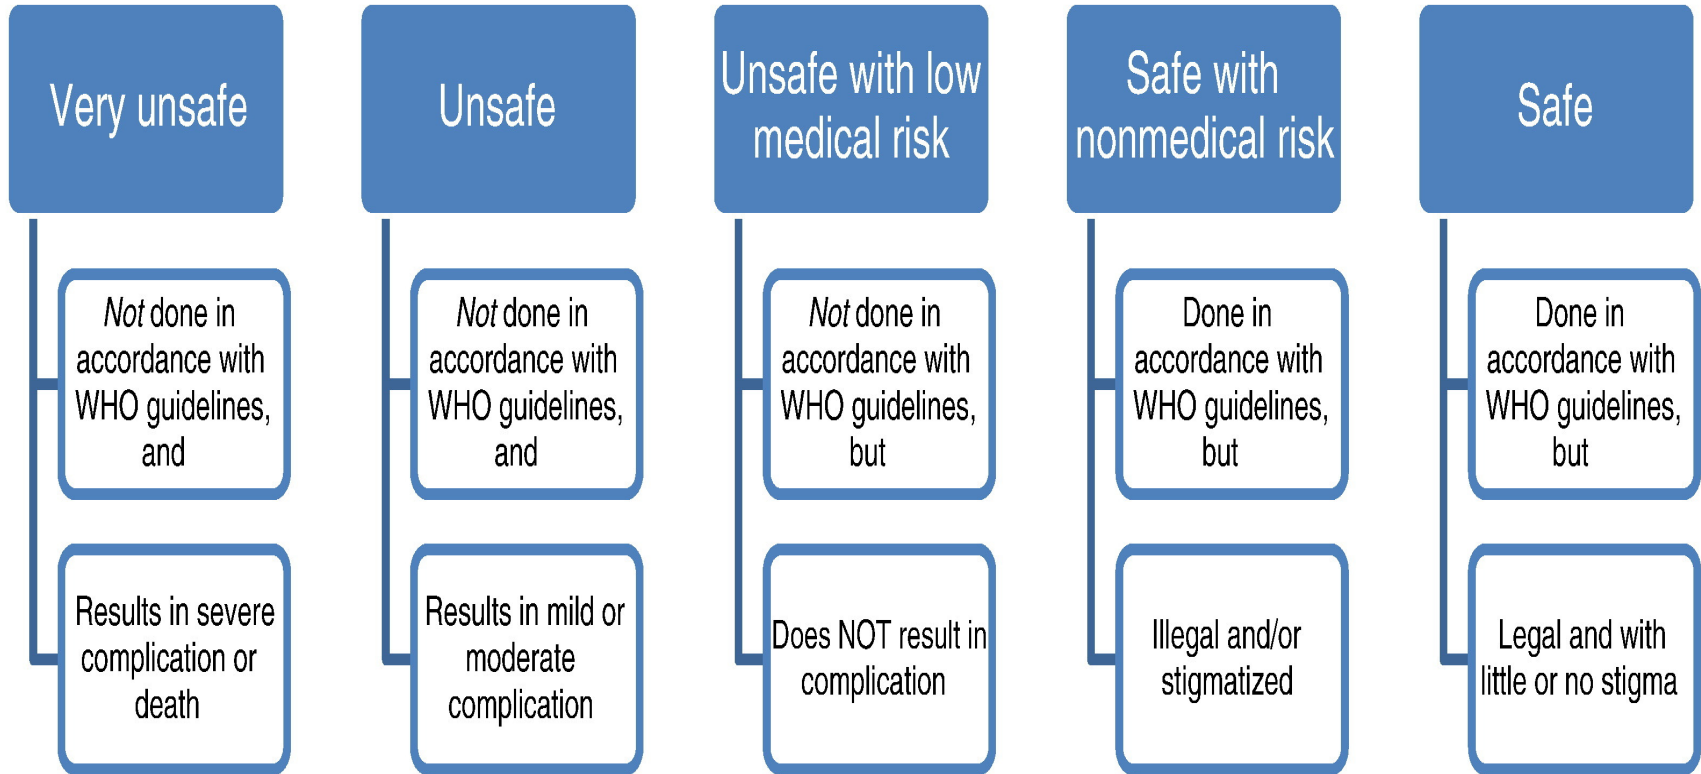 Very unsafe
Not done in
accordance with
WHO guidelines,
and
Results in severe
complication or
death
Unsafe
Not done in
accordance with
WHO guidelines,
and
Results in mild or
moderate
complication
Unsafe with low
medical risk
Not done in
accordance with
WHO guidelines,
but
Does NOT result in
complication
Safe with
nonmedical risk
Done in
accordance with
WHO guidelines,
but
Illegal and/or
stigmatized
Safe
Done in
accordance with
WHO guidelines,
but
Legal and with
little or no stigma